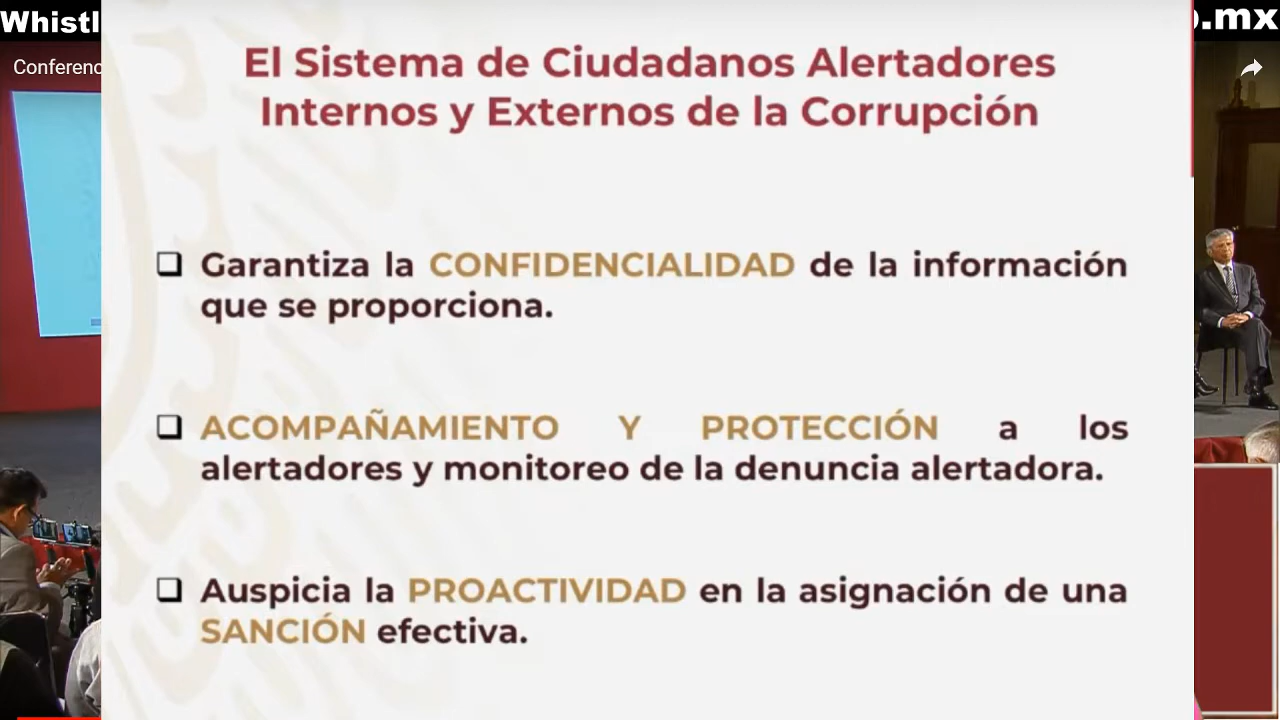 Whistl
.mx
Conferenc
El Sistema de Ciudadanos Alertadores
Internos y Externos de la Corrupción
❑ Garantiza la CONFIDENCIALIDAD de la información
que se proporciona.
❑ ACOMPAÑAMIENTO Y PROTECCIÓN a los
alertadores y monitoreo de la denuncia alertadora.
❑ Auspicia la PROACTIVIDAD en la asignación de una
SANCIÓN efectiva.